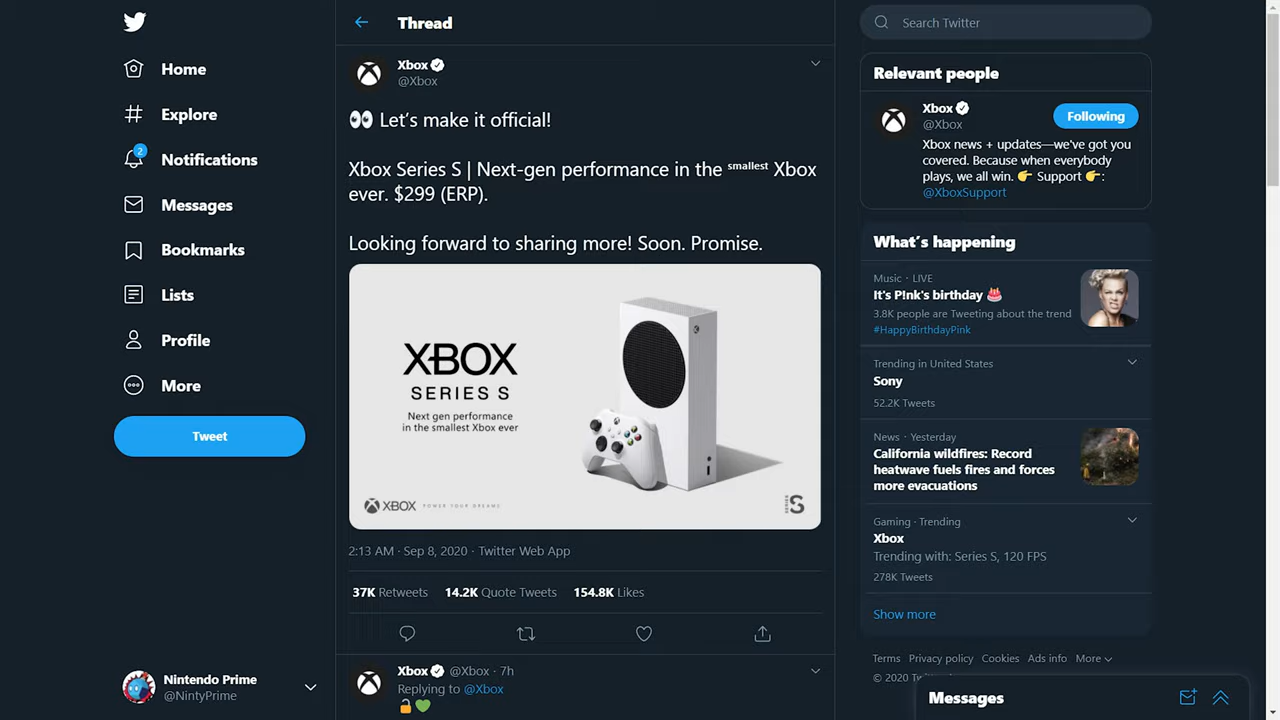 Home
Explore
2
Notifications
Messages
Bookmarks
Lists
Profile
More
Tweet
Nintendo Prime
@NintyPrime
Thread
Xbox
@Xbox
👀 Let's make it official!
Xbox Series S | Next-gen performance in the ˢᵐᵃˡˡᵉˢᵗ Xbox
ever. $299 (ERP).
Looking forward to sharing more! Soon. Promise.
XBOX
SERIES S
Next gen performance
in the smallest Xbox ever
XBOX POWER YOUR DREAMS
SERIES S
2:13 AM · Sep 8, 2020 · Twitter Web App
37K Retweets 14.2K Quote Tweets 154.8K Likes
Xbox @Xbox · 7h
Replying to @Xbox
🔓💚
Search Twitter
Relevant people
Xbox
@Xbox
Following
Xbox news + updates—we've got you
covered. Because when everybody
plays, we all win. 👉 Support 👉:
@XboxSupport
What's happening
Music · LIVE
It's P!nk's birthday 🎂
3.8K people are Tweeting about the trend
#HappyBirthdayPink
Trending in United States
Sony
52.2K Tweets
News · Yesterday
California wildfires: Record
heatwave fuels fires and forces
more evacuations
Gaming · Trending
Xbox
Trending with: Series S, 120 FPS
278K Tweets
Show more
Terms Privacy policy Cookies Ads info More
© 2020 Tw
Messages